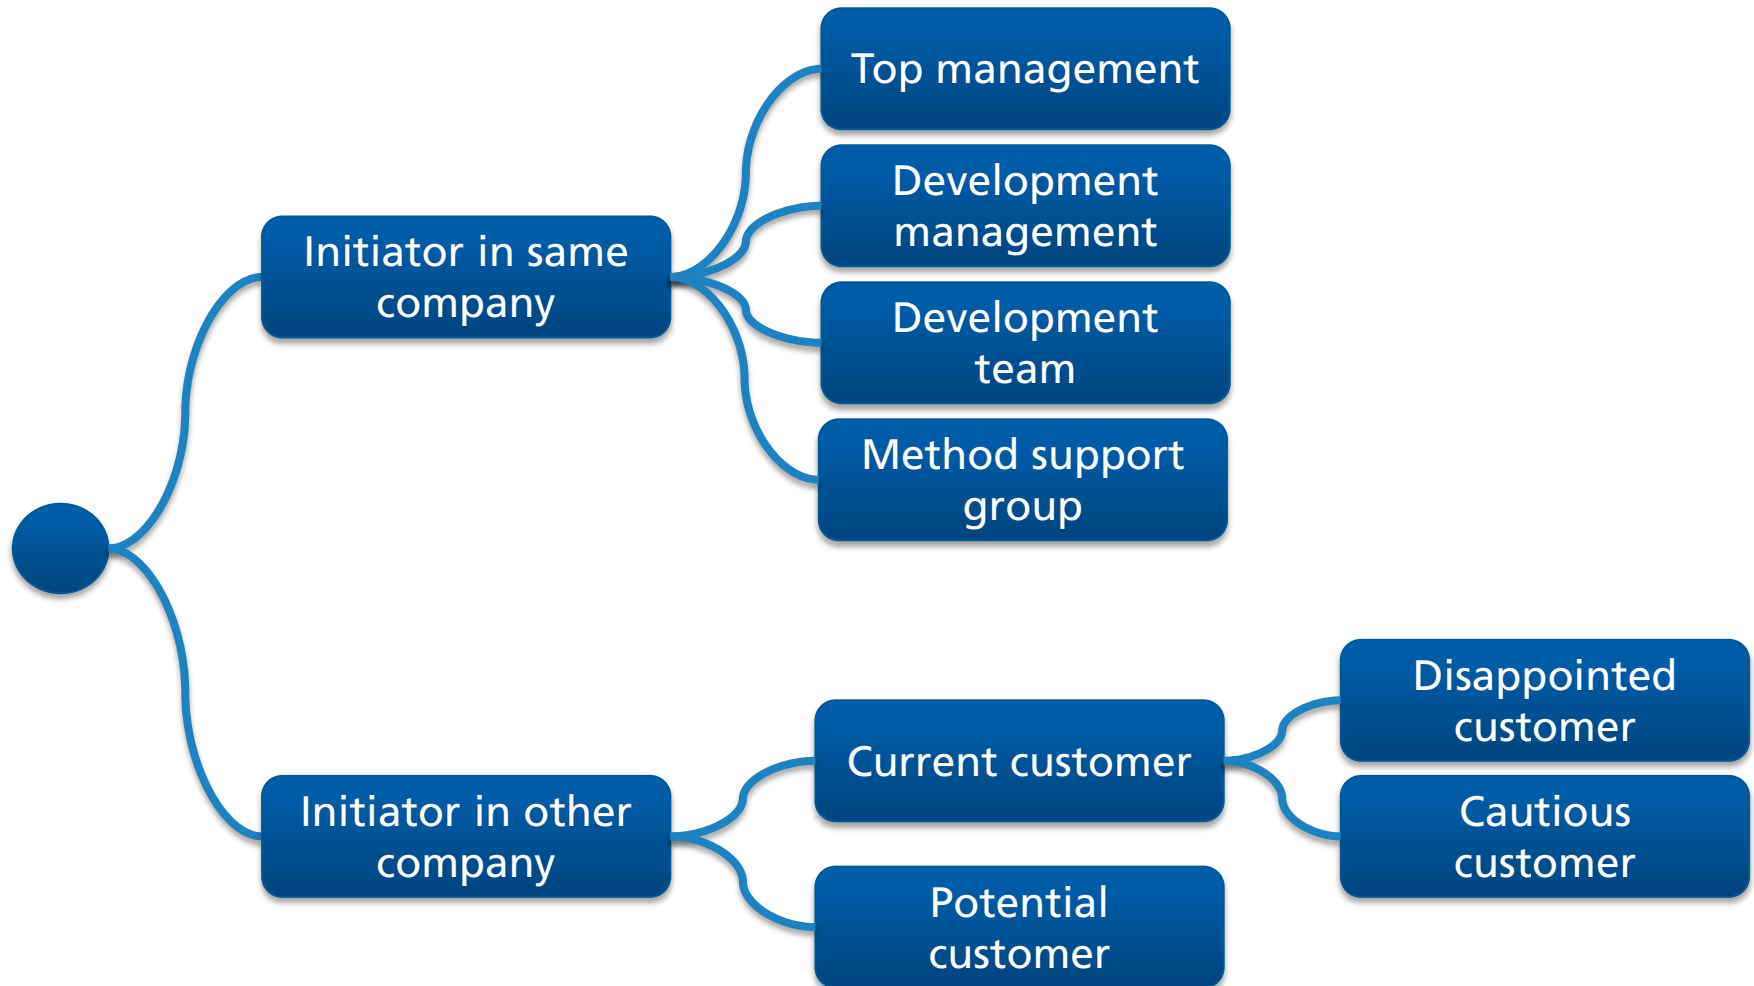 Top management
Development
management
Initiator in same
company
Development
team
Method support
group
Disappointed
customer
Current customer
Initiator in other
company
Cautious
customer
Potential
customer